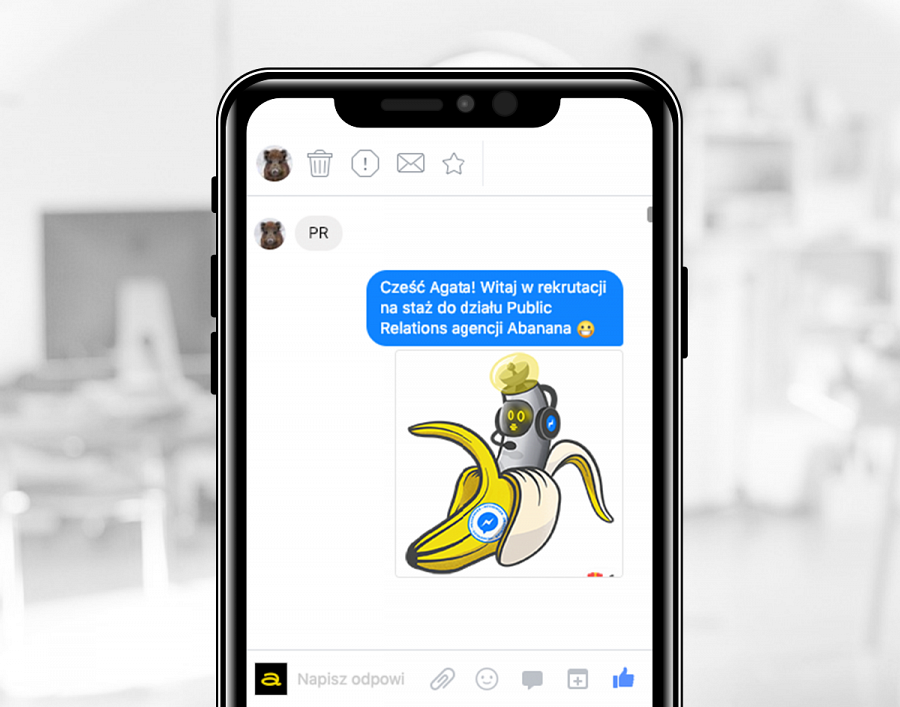 PR
Cześć Agata! Witaj w rekrutacji
na staż do działu Public
Relations agencji Abanana 😬
a
Napisz odpowi